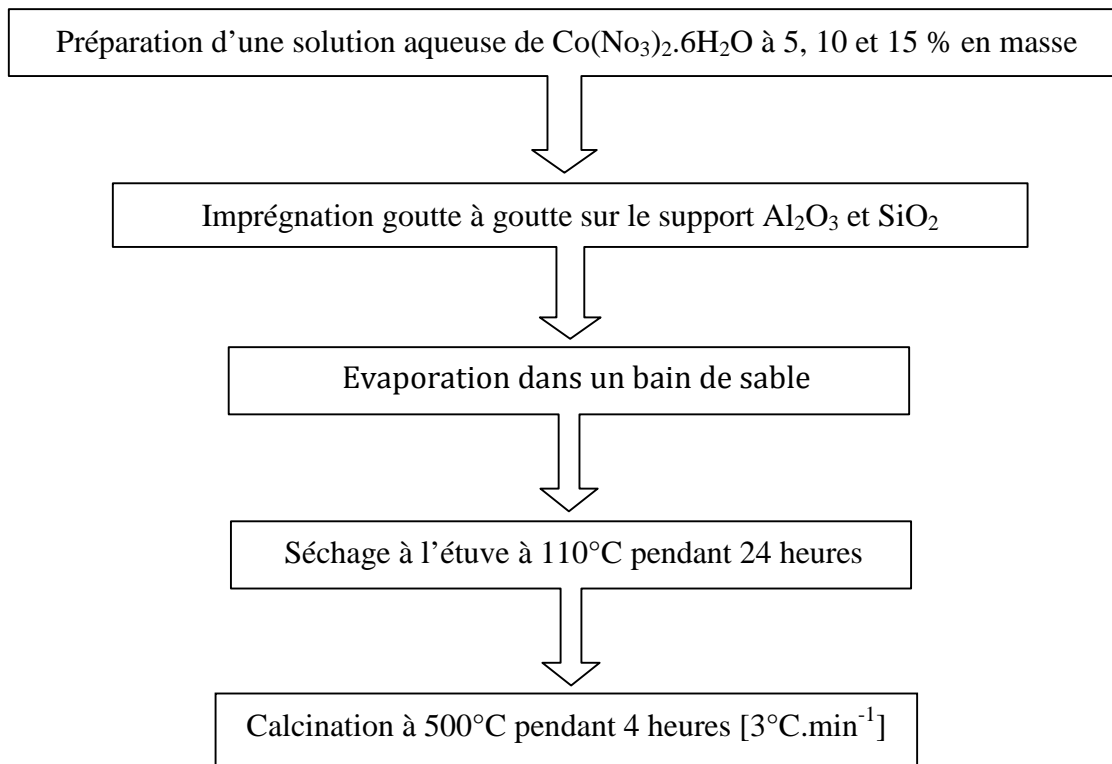 Préparation d’une solution aqueuse de Co(No₃)₂.6H₂O à 5, 10 et 15 % en masse
Imprégnation goutte à goutte sur le support Al₂O₃ et SiO₂
Evaporation dans un bain de sable
Séchage à l’étuve à 110°C pendant 24 heures
Calcination à 500°C pendant 4 heures [3°C.min⁻¹]